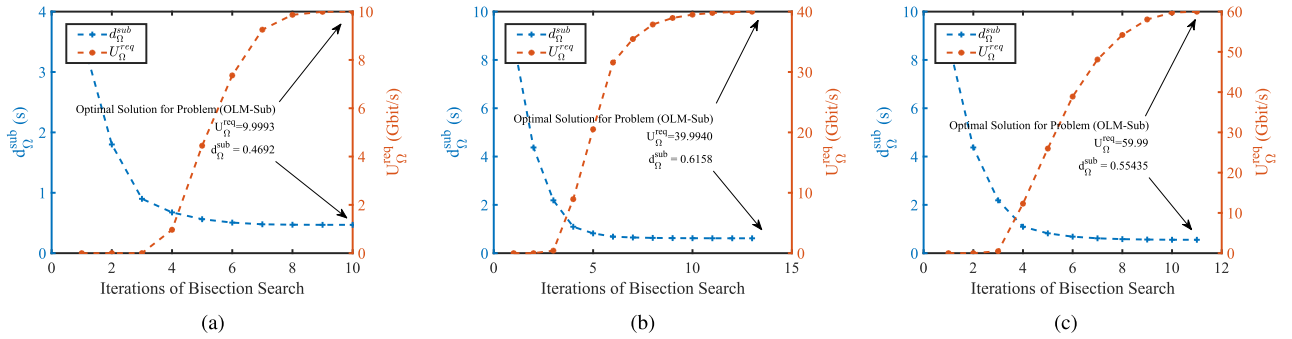 4
3
2
1
0
d_Ω^sub (s)
d_Ω^sub
U_Ω^req
Optimal Solution for Problem (OLM-Sub)
U_Ω^req=9.9993
d_Ω^sub = 0.4692
10
8
6
4
2
0
U_Ω^req (Gbit/s)
0 2 4 6 8 10
Iterations of Bisection Search
(a)
10
8
6
4
2
0
d_Ω^sub (s)
d_Ω^sub
U_Ω^req
Optimal Solution for Problem (OLM-Sub)
U_Ω^req=39.9940
d_Ω^sub = 0.6158
40
30
20
10
0
U_Ω^req (Gbit/s)
0 5 10 15
Iterations of Bisection Search
(b)
10
8
6
4
2
0
d_Ω^sub (s)
d_Ω^sub
U_Ω^req
Optimal Solution for Problem (OLM-Sub)
U_Ω^req=59.99
d_Ω^sub = 0.55435
60
50
40
30
20
10
0
U_Ω^req (Gbit/s)
0 2 4 6 8 10 12
Iterations of Bisection Search
(c)